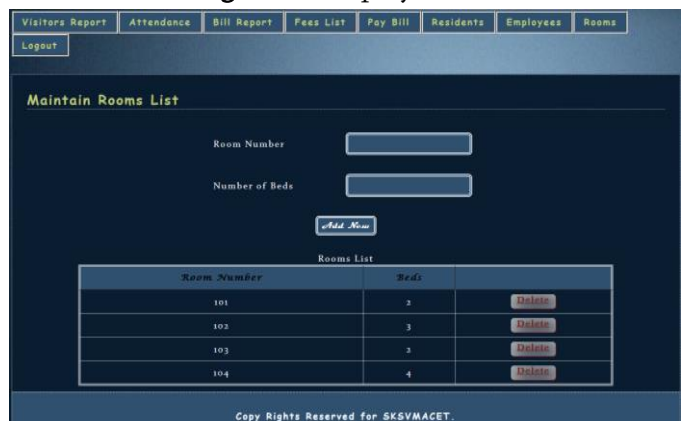 Visitors Report Attendance Bill Report Fees List Pay Bill Residents Employees Rooms
Logout
Maintain Rooms List
Room Number
Number of Beds
Add New
Rooms List
Room Number Beds
101 2 Delete
102 3 Delete
103 2 Delete
104 4 Delete
Copy Rights Reserved for SKSVMACET.